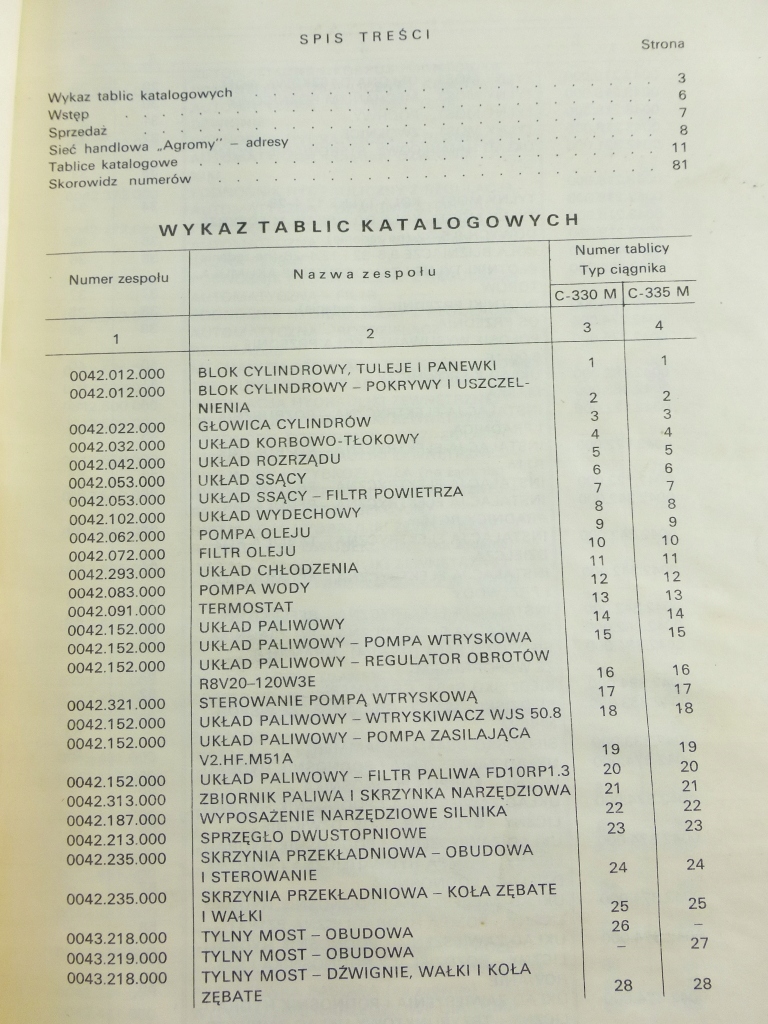 SPIS TREŚCI
Strona
Wykaz tablic katalogowych . . . . . . . . . . . . . . . . . . 3
Wstęp . . . . . . . . . . . . . . . . . . 6
Sprzedaż . . . . . . . . . . . . . . . . . . 7
Sieć handlowa „Agromy" – adresy . . . . . . . . . . . . . . . 8
Tablice katalogowe . . . . . . . . . . . . . . . . . . 11
Skorowidz numerów . . . . . . . . . . . . . . . . . . 81
WYKAZ TABLIC KATALOGOWYCH
Numer zespołu Nazwa zespołu Numer tablicy
Typ ciągnika
C-330 M C-335 M
1 2 3 4
0042.012.000 BLOK CYLINDROWY, TULEJE I PANEWKI 1 1
0042.012.000 BLOK CYLINDROWY – POKRYWY I USZCZEL-
NIENIA 2 2
0042.022.000 GŁOWICA CYLINDRÓW 3 3
0042.032.000 UKŁAD KORBOWO-TŁOKOWY 4 4
0042.042.000 UKŁAD ROZRZĄDU 5 5
0042.053.000 UKŁAD SSĄCY 6 6
0042.053.000 UKŁAD SSĄCY – FILTR POWIETRZA 7 7
0042.102.000 UKŁAD WYDECHOWY 8 8
0042.062.000 POMPA OLEJU 9 9
0042.072.000 FILTR OLEJU 10 10
0042.293.000 UKŁAD CHŁODZENIA 11 11
0042.083.000 POMPA WODY 12 12
0042.091.000 TERMOSTAT 13 13
0042.152.000 UKŁAD PALIWOWY 14 14
0042.152.000 UKŁAD PALIWOWY – POMPA WTRYSKOWA 15 15
0042.152.000 UKŁAD PALIWOWY – REGULATOR OBROTÓW
R8V20–120W3E 16 16
0042.321.000 STEROWANIE POMPĄ WTRYSKOWĄ 17 17
0042.152.000 UKŁAD PALIWOWY – WTRYSKIWACZ WJS 50.8 18 18
0042.152.000 UKŁAD PALIWOWY – POMPA ZASILAJĄCA
V2.HF.M51A 19 19
0042.152.000 UKŁAD PALIWOWY – FILTR PALIWA FD10RP1.3 20 20
0042.313.000 ZBIORNIK PALIWA I SKRZYNKA NARZĘDZIOWA 21 21
0042.187.000 WYPOSAŻENIE NARZĘDZIOWE SILNIKA 22 22
0042.213.000 SPRZĘGŁO DWUSTOPNIOWE 23 23
0042.235.000 SKRZYNIA PRZEKŁADNIOWA – OBUDOWA
I STEROWANIE 24 24
0042.235.000 SKRZYNIA PRZEKŁADNIOWA – KOŁA ZĘBATE
I WAŁKI 25 25
0043.218.000 TYLNY MOST – OBUDOWA 26 –
0043.219.000 TYLNY MOST – OBUDOWA – 27
0043.218.000 TYLNY MOST – DŹWIGNIE, WAŁKI I KOŁA
ZĘBATE 28 28